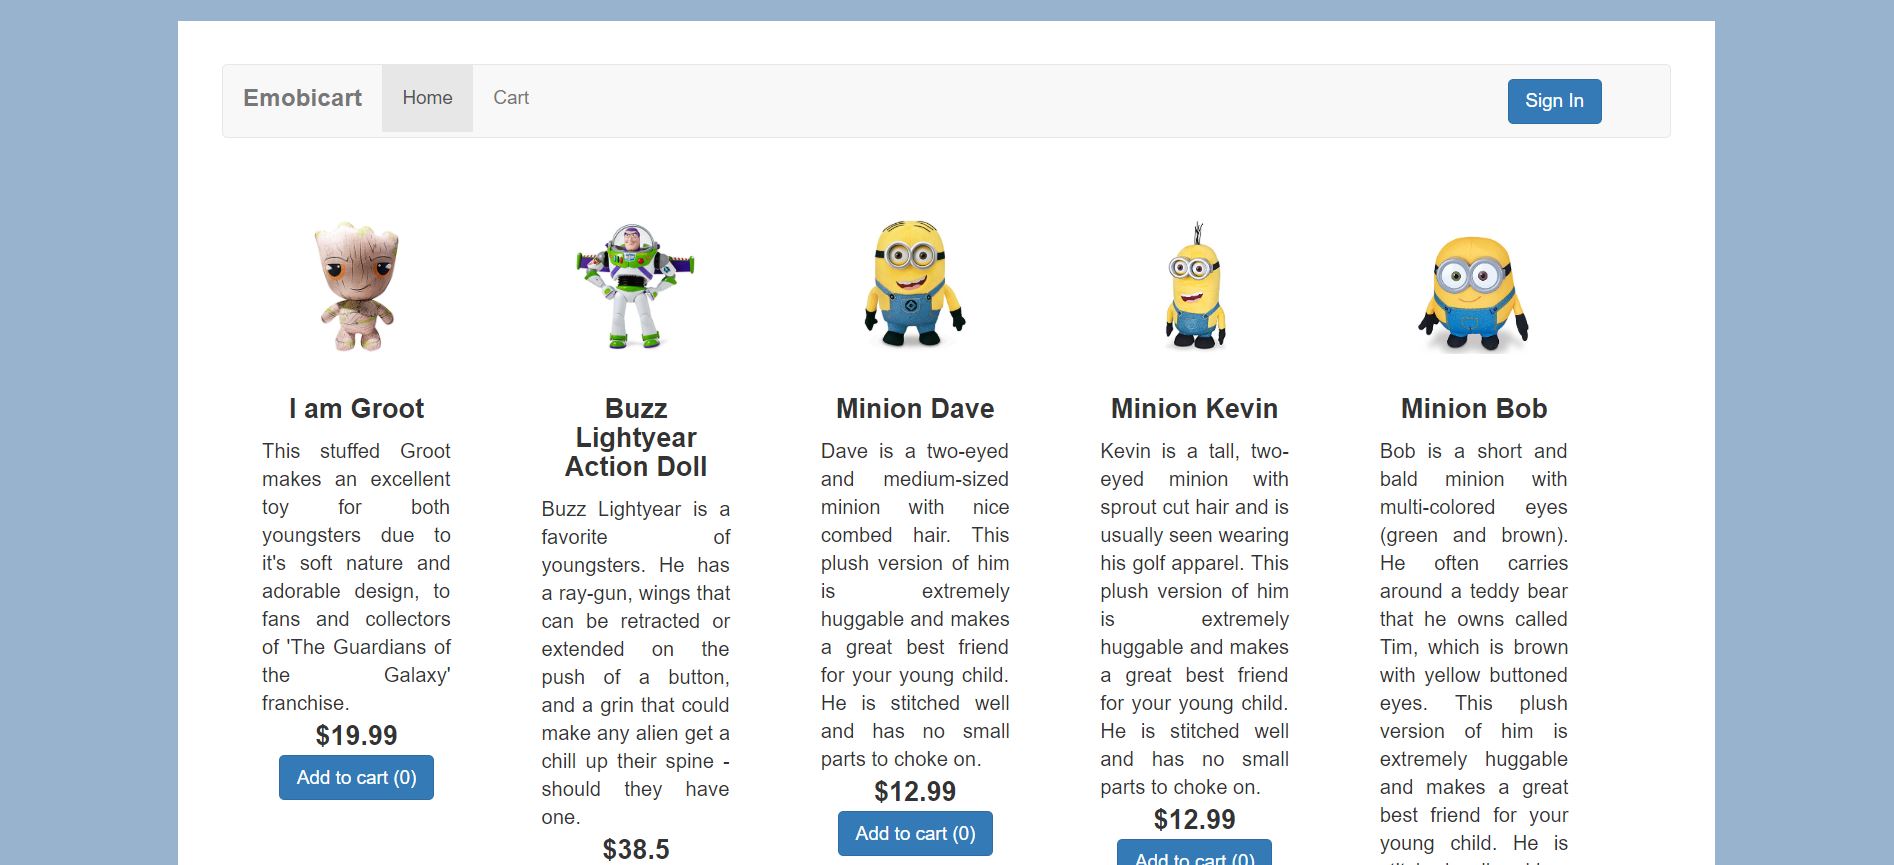 Emobicart Home Cart Sign In
I am Groot
This stuffed Groot
makes an excellent
toy for both
youngsters due to
it's soft nature and
adorable design, to
fans and collectors
of 'The Guardians of
the Galaxy'
franchise.
$19.99
Add to cart (0)
Buzz
Lightyear
Action Doll
Buzz Lightyear is a
favorite of
youngsters. He has
a ray-gun, wings that
can be retracted or
extended on the
push of a button,
and a grin that could
make any alien get a
chill up their spine -
should they have
one.
$38.5
Minion Dave
Dave is a two-eyed
and medium-sized
minion with nice
combed hair. This
plush version of him
is extremely
huggable and makes
a great best friend
for your young child.
He is stitched well
and has no small
parts to choke on.
$12.99
Add to cart (0)
Minion Kevin
Kevin is a tall, two-
eyed minion with
sprout cut hair and is
usually seen wearing
his golf apparel. This
plush version of him
is extremely
huggable and makes
a great best friend
for your young child.
He is stitched well
and has no small
parts to choke on.
$12.99
Add to cart (0)
Minion Bob
Bob is a short and
bald minion with
multi-colored eyes
(green and brown).
He often carries
around a teddy bear
that he owns called
Tim, which is brown
with yellow buttoned
eyes. This plush
version of him is
extremely huggable
and makes a great
best friend for your
young child. He is